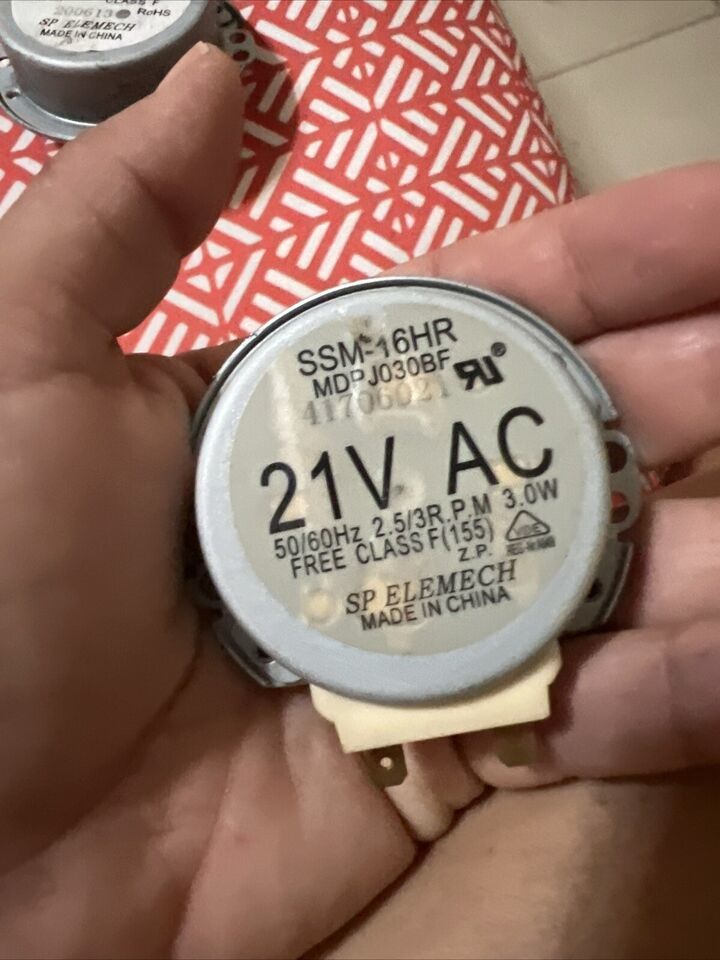 CLASS F
200613 RoHS
SP ELEMECH
MADE IN CHINA
SSM-16HR
MDPJ030BF
41706021
21V AC
50/60Hz 2.5/3R.P.M 3.0W
FREE CLASS F(155)
Z.P.
VDE
SP ELEMECH
MADE IN CHINA